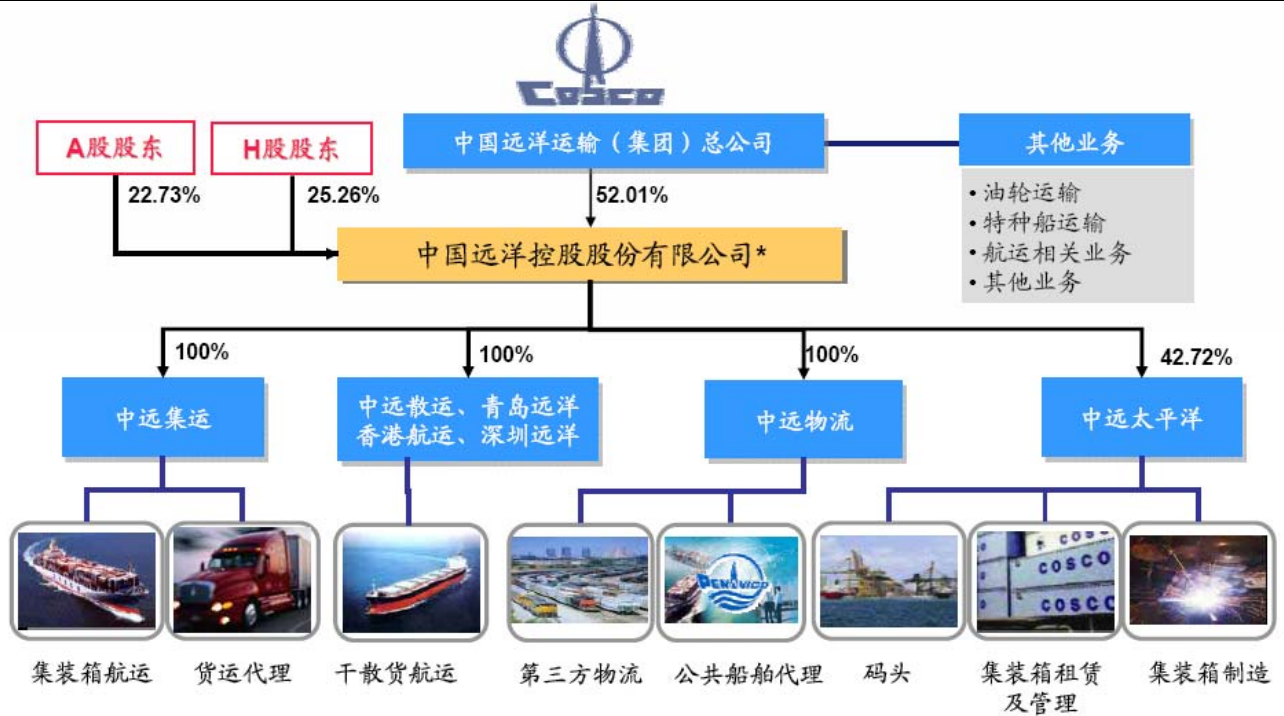 COSCO
A股股东
H股股东
中国远洋运输（集团）总公司
其他业务
22.73%
25.26%
52.01%
• 油轮运输
• 特种船运输
• 航运相关业务
• 其他业务
中国远洋控股股份有限公司*
100%
100%
100%
42.72%
中远集运
中远散运、青岛远洋
香港航运、深圳远洋
中远物流
中远太平洋
PENAVICO
COSCO
COSCO
COSCO
集装箱航运
货运代理
干散货航运
第三方物流
公共船舶代理
码头
集装箱租赁
及管理
集装箱制造